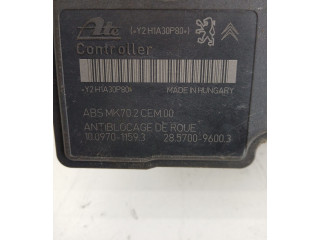 Ate (*Y2H1A30P80*)
Controller
*Y2H1A30P80* MADE IN HUNGARY
ABS MK70.2 CEM.00
ANTIBLOCAGE DE ROUE
10.0970-1159.3 28.5700-9600.3